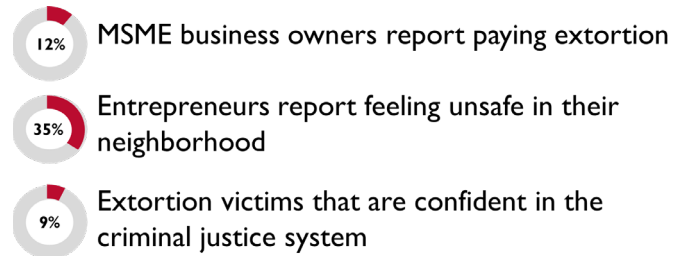 12%
MSME business owners report paying extortion
35%
Entrepreneurs report feeling unsafe in their
neighborhood
9%
Extortion victims that are confident in the
criminal justice system